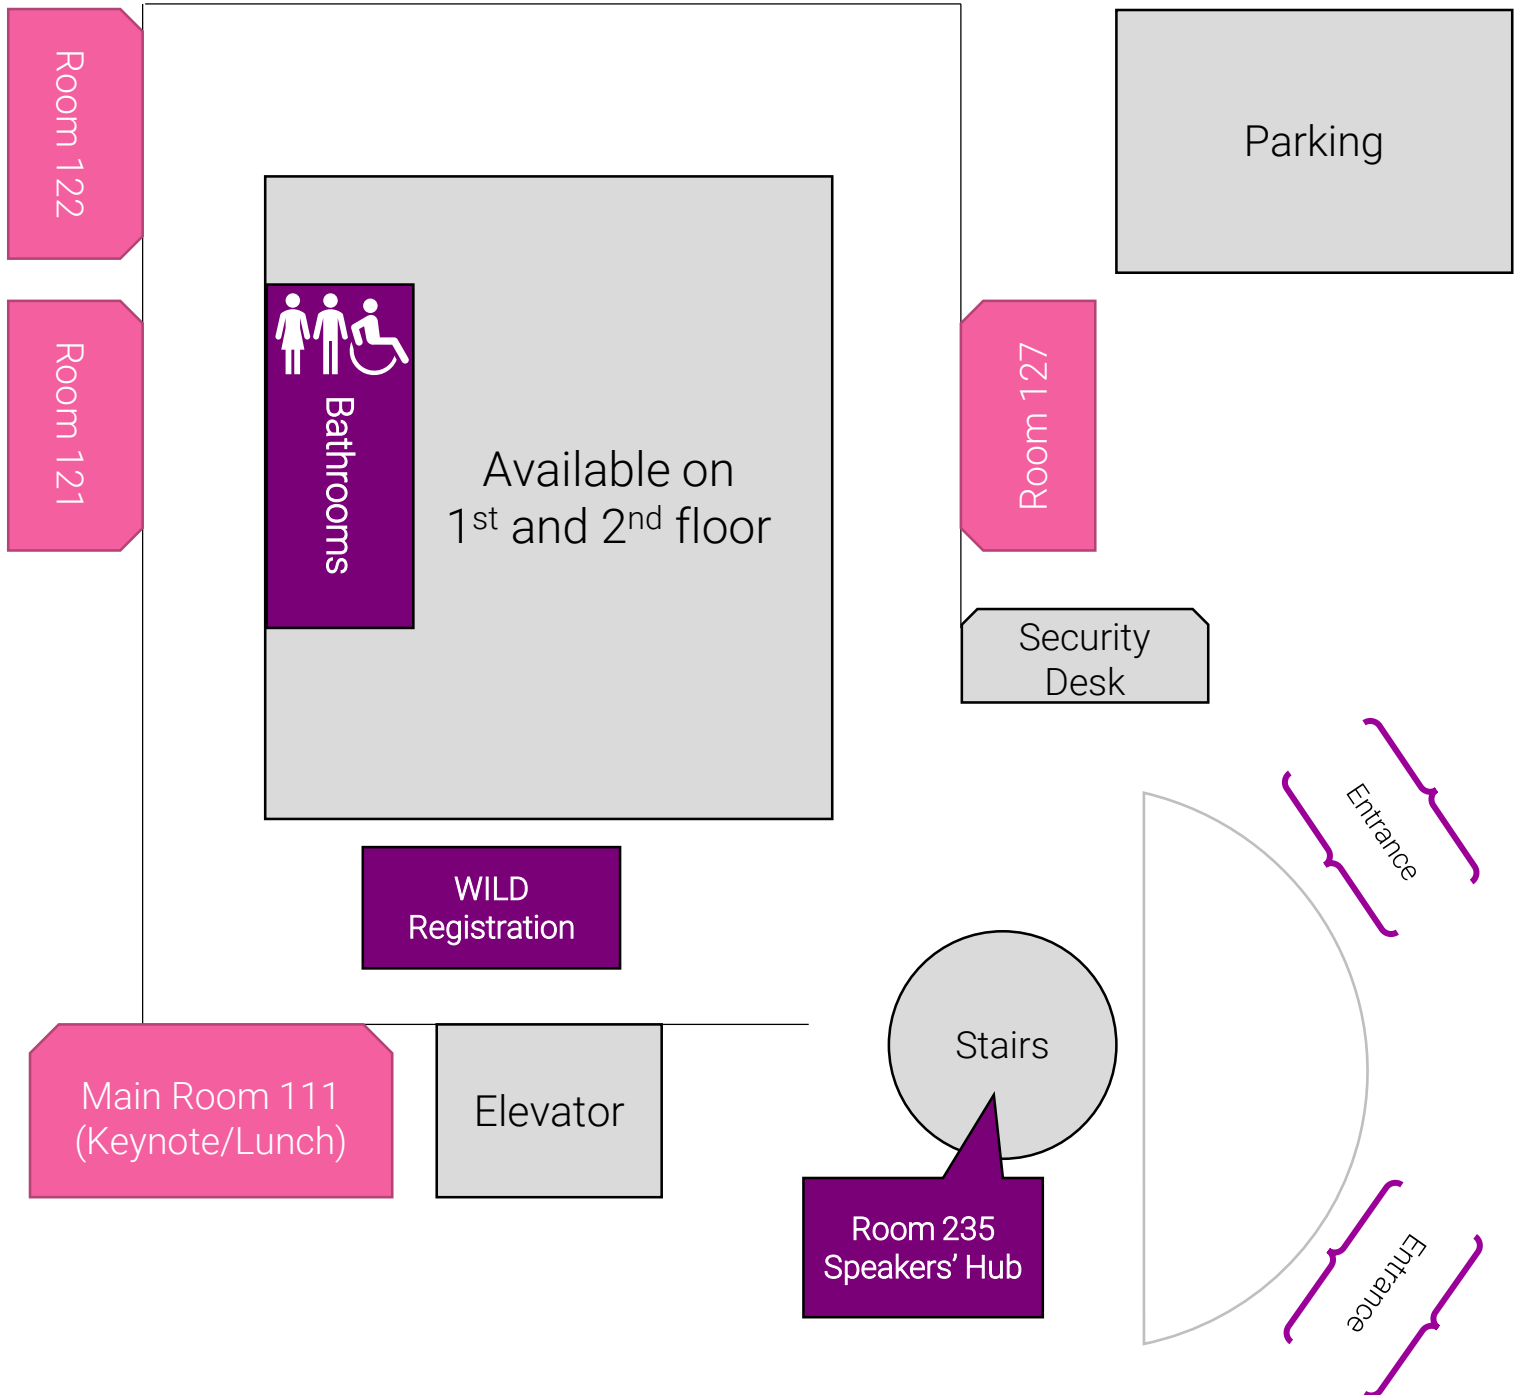 Room 122
Parking
Room 121
Bathrooms
Available on
1st and 2nd floor
Room 127
Security
Desk
Entrance
WILD
Registration
Stairs
Main Room 111
(Keynote/Lunch)
Elevator
Room 235
Speakers’ Hub
Entrance